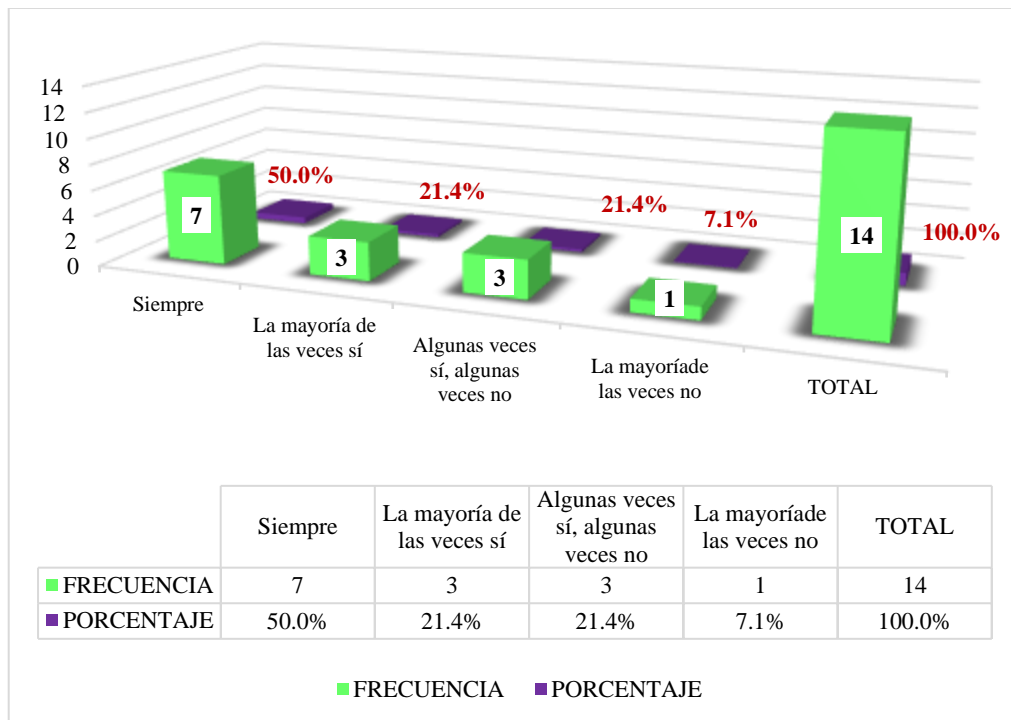 14
12
10
8
6
4
2
0
7
3
3
1
14
50.0%
21.4%
21.4%
7.1%
100.0%
Siempre
La mayoría de
las veces sí
Algunas veces
sí, algunas
veces no
La mayoríade
las veces no
TOTAL
Siempre
La mayoría de
las veces sí
Algunas veces
sí, algunas
veces no
La mayoríade
las veces no
TOTAL
FRECUENCIA 7 3 3 1 14
PORCENTAJE 50.0% 21.4% 21.4% 7.1% 100.0%
FRECUENCIA PORCENTAJE